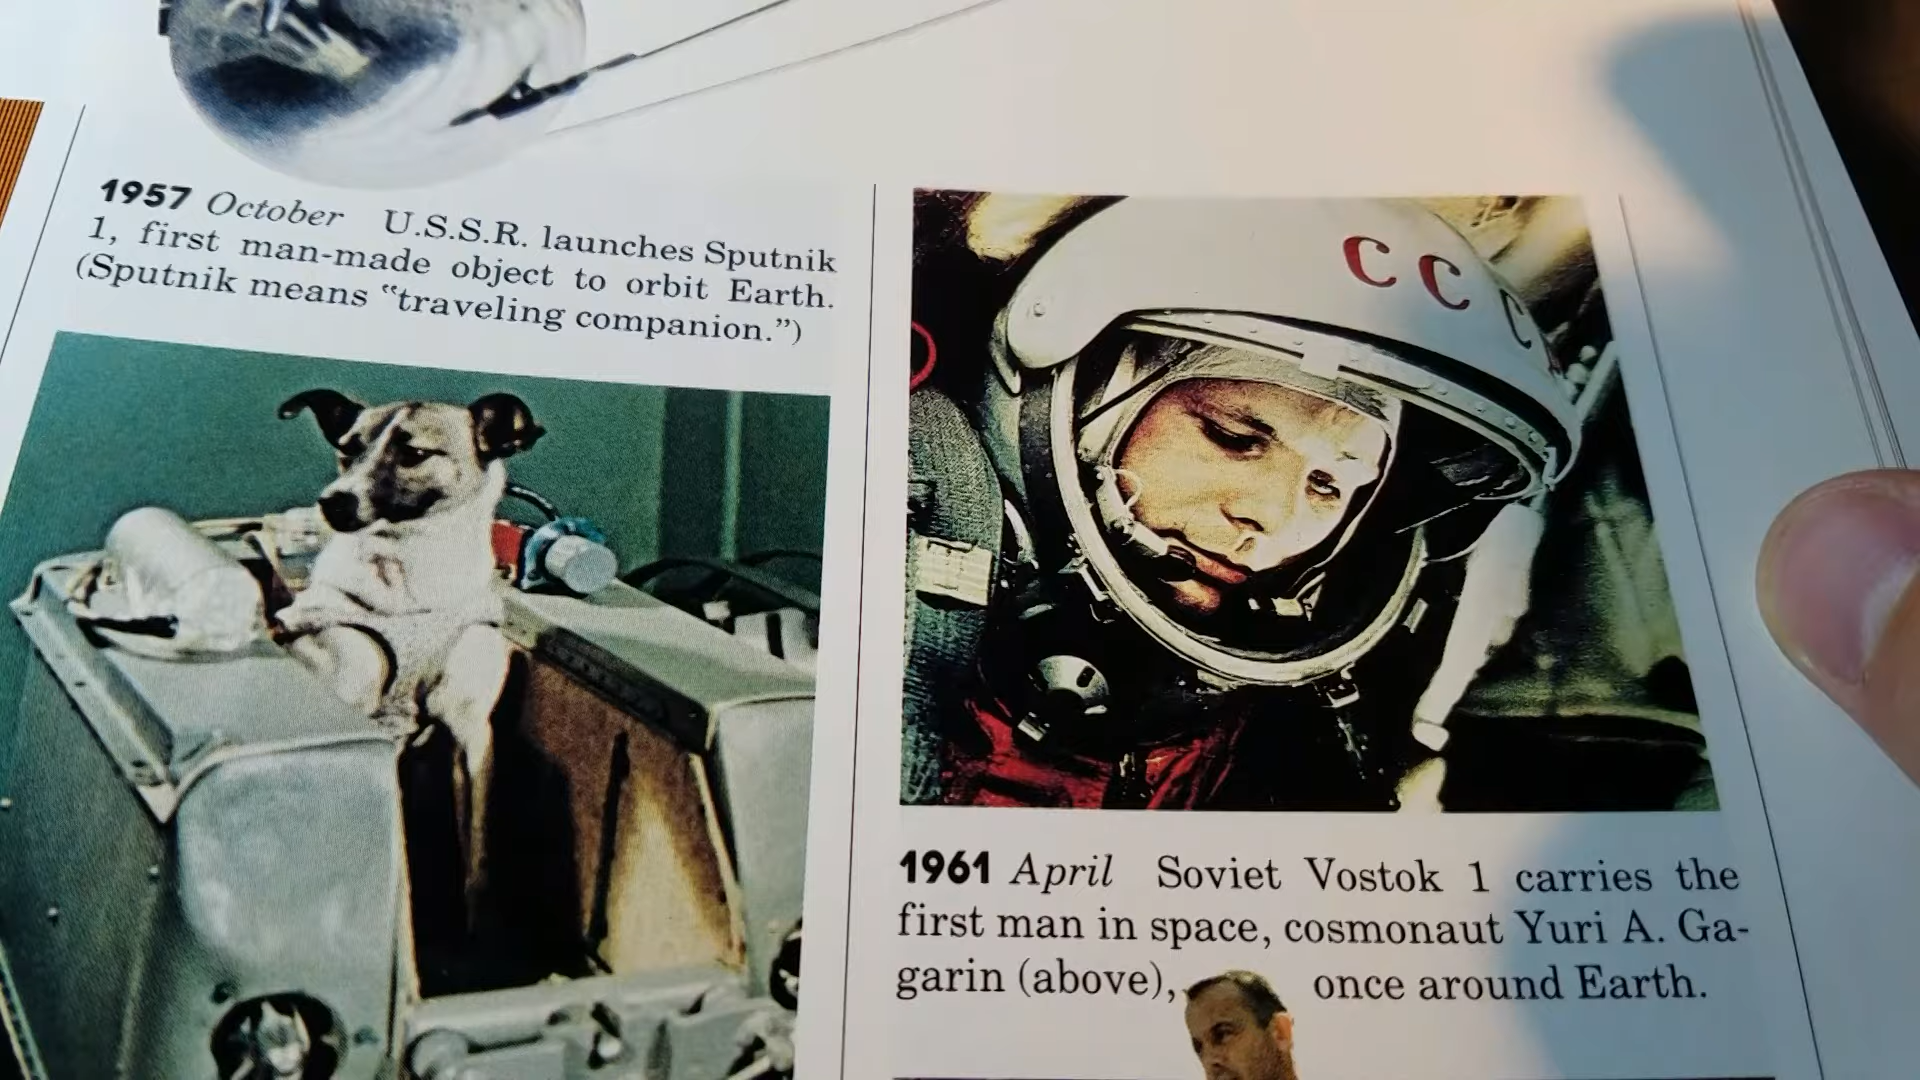 1957 October U.S.S.R. launches Sputnik
1, first man-made object to orbit Earth.
(Sputnik means "traveling companion.")
C C C
1961 April Soviet Vostok 1 carries the
first man in space, cosmonaut Yuri A. Ga-
garin (above), once around Earth.